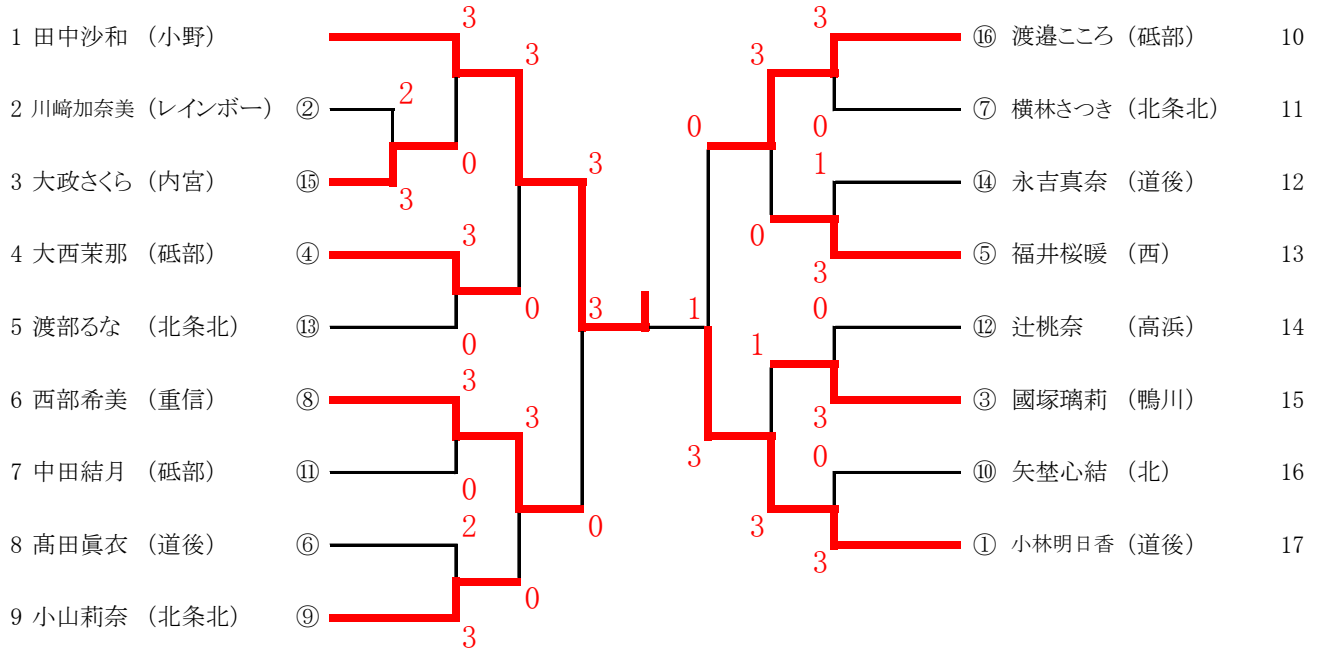 3 3
1 田中沙和 (小野) ⑯ 渡邉こころ (砥部) 10
3 3
2 川﨑加奈美 (レインボー) ② 2 ⑦ 横林さつき (北条北) 11
0 0
0 3 1
3 大政さくら (内宮) ⑮ ⑭ 永吉真奈 (道後) 12
3
3 0
4 大西茉那 (砥部) ④ ⑤ 福井桜暖 (西) 13
3
0 3 1 0
5 渡部るな (北条北) ⑬ ⑫ 辻桃奈 (高浜) 14
0 1
3
6 西部希美 (重信) ⑧ ③ 國塚璃莉 (鴨川) 15
3 3
3 0
7 中田結月 (砥部) ⑪ ⑩ 矢埜心結 (北) 16
0
2 0 3
8 髙田眞衣 (道後) ⑥ ① 小林明日香 (道後) 17
3
0
9 小山莉奈 (北条北) ⑨
3